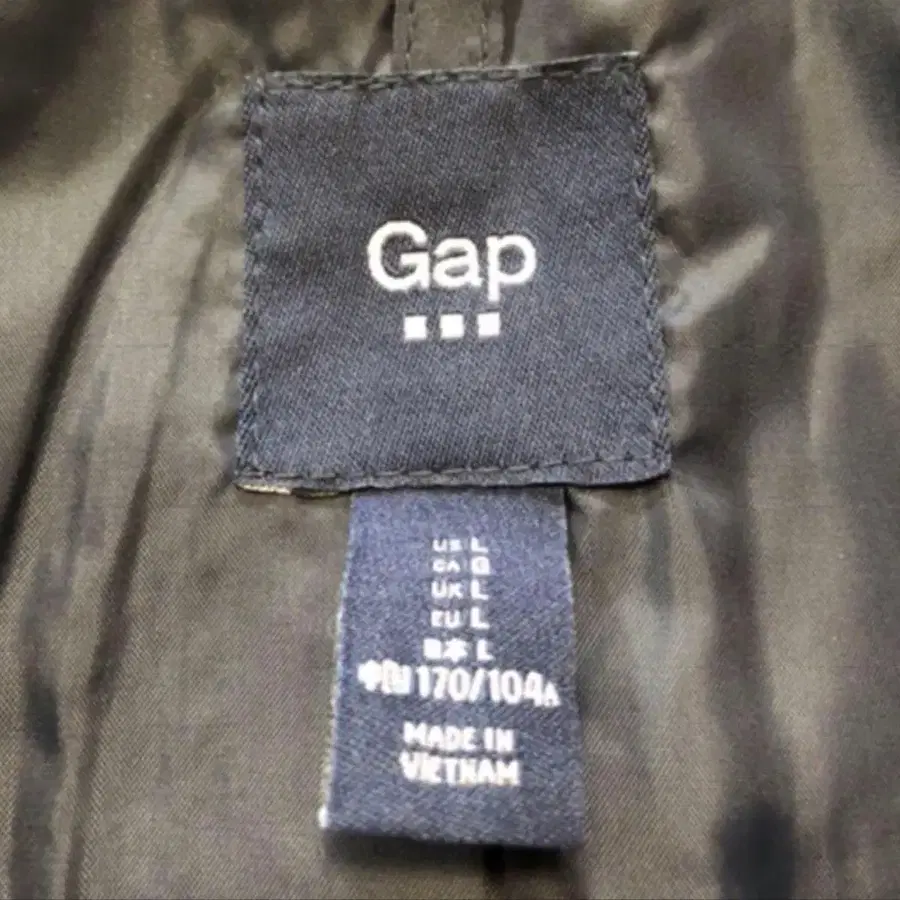 Gap
US L
CA G
UK L
EU L
日本 L
中国 170/104A
MADE IN
VIETNAM